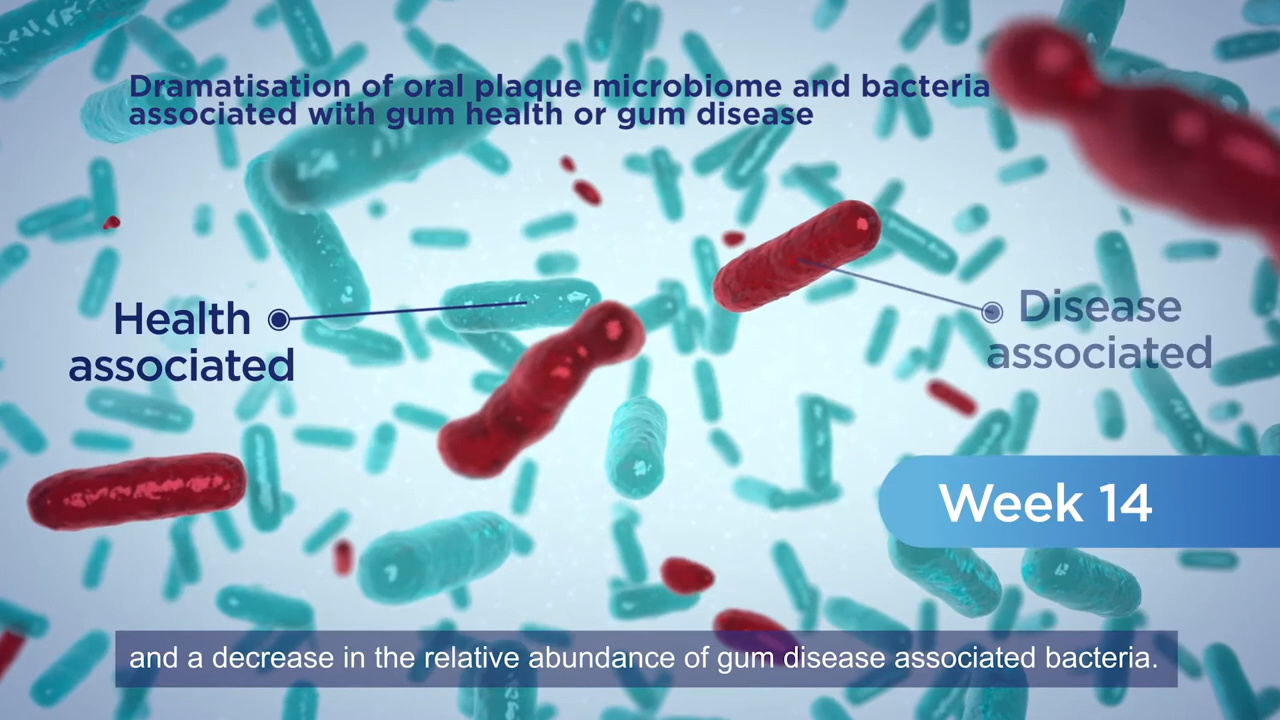 Dramatisation of oral plaque microbiome and bacteria
associated with gum health or gum disease
Health
associated
Disease
associated
Week 14
and a decrease in the relative abundance of gum disease associated bacteria.